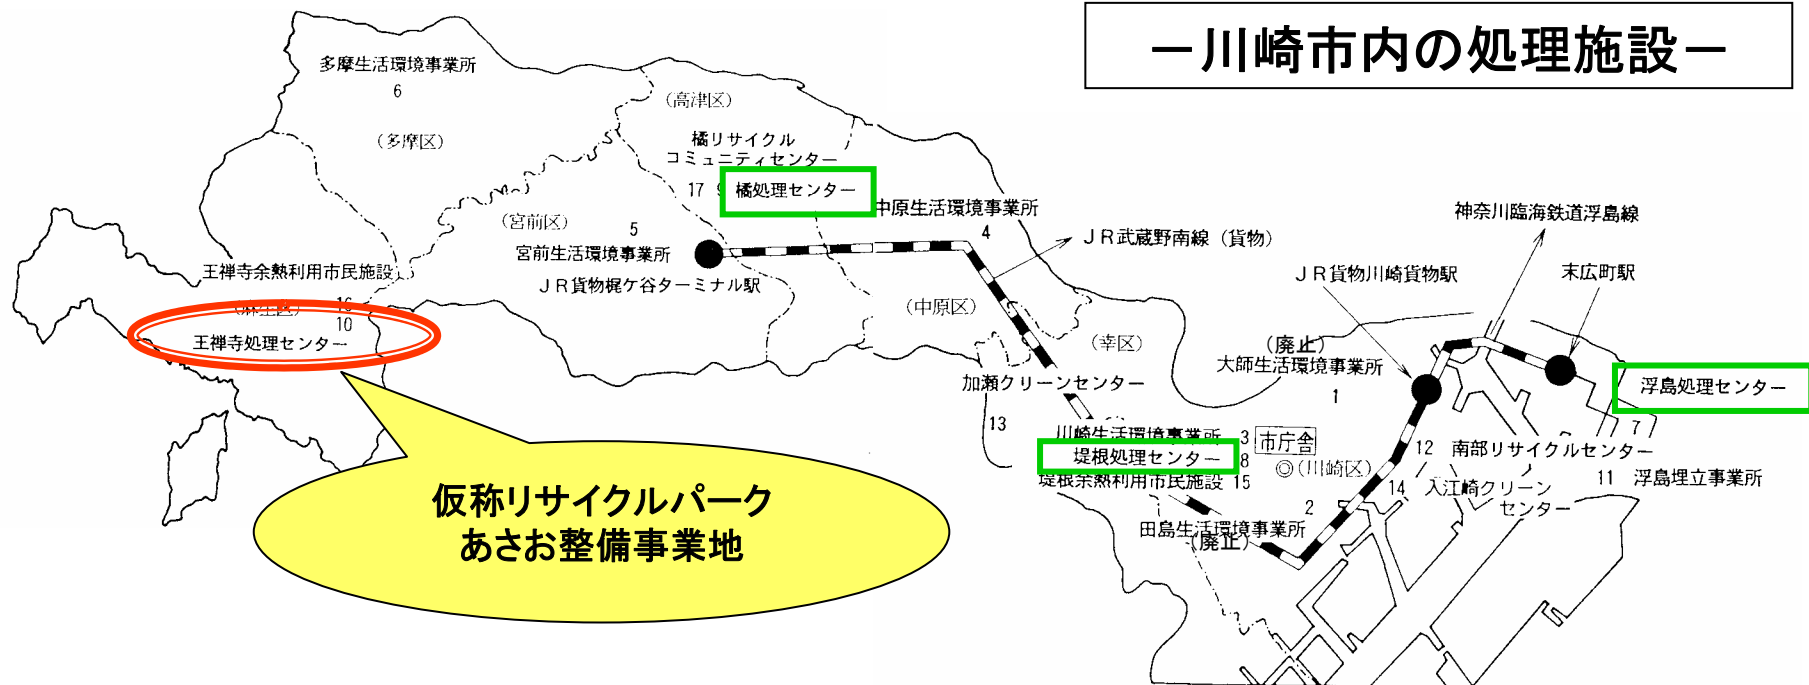 －川崎市内の処理施設－
多摩生活環境事業所
6
(多摩区)
(高津区)
橘リサイクル
コミュニティセンター
17 9 橘処理センター
(宮前区)
5
宮前生活環境事業所
JR貨物梶ケ谷ターミナル駅
中原生活環境事業所
4
JR武蔵野南線（貨物）
神奈川臨海鉄道浮島線
JR貨物川崎貨物駅
末広町駅
王禅寺余熱利用市民施設
16
(麻生区)
10
王禅寺処理センター
(中原区)
(幸区)
(廃止)
大師生活環境事業所
1
加瀬クリーンセンター
13
浮島処理センター
7
川崎生活環境事業所 3
市庁舎
堤根処理センター 8
◎(川崎区)
堤根余熱利用市民施設 15
12 南部リサイクルセンター
11 浮島埋立事業所
14 入江崎クリーン
センター
2
田島生活環境事業所
(廃止)
仮称リサイクルパーク
あさお整備事業地